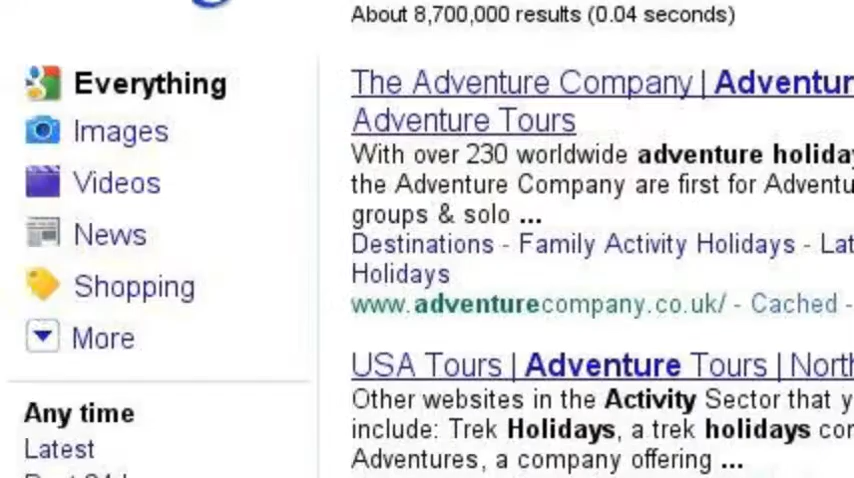 About 8,700,000 results (0.04 seconds)
Everything
Images
Videos
News
Shopping
More
Any time
Latest
The Adventure Company | Adventur
Adventure Tours
With over 230 worldwide adventure holiday
the Adventure Company are first for Adventu
groups & solo ...
Destinations - Family Activity Holidays - Lat
Holidays
www.adventurecompany.co.uk/ - Cached -
USA Tours | Adventure Tours | North
Other websites in the Activity Sector that y
include: Trek Holidays, a trek holidays con
Adventures, a company offering ...